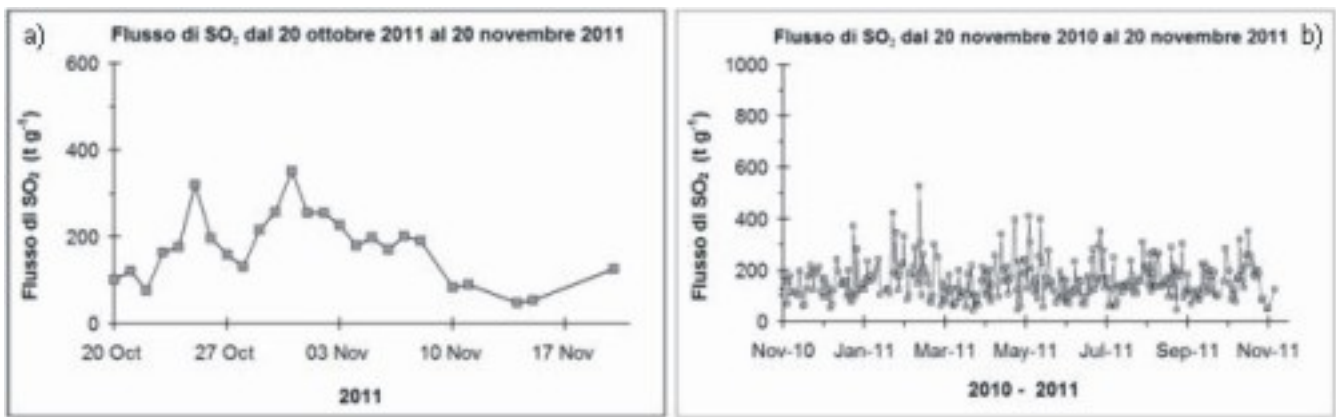 a) Flusso di SO₂ dal 20 ottobre 2011 al 20 novembre 2011
Flusso di SO₂ (t g⁻¹)
600
400
200
0
20 Oct 27 Oct 03 Nov 10 Nov 17 Nov
2011
Flusso di SO₂ dal 20 novembre 2010 al 20 novembre 2011 b)
Flusso di SO₂ (t g⁻¹)
1000
800
600
400
200
0
Nov-10 Jan-11 Mar-11 May-11 Jul-11 Sep-11 Nov-11
2010 - 2011